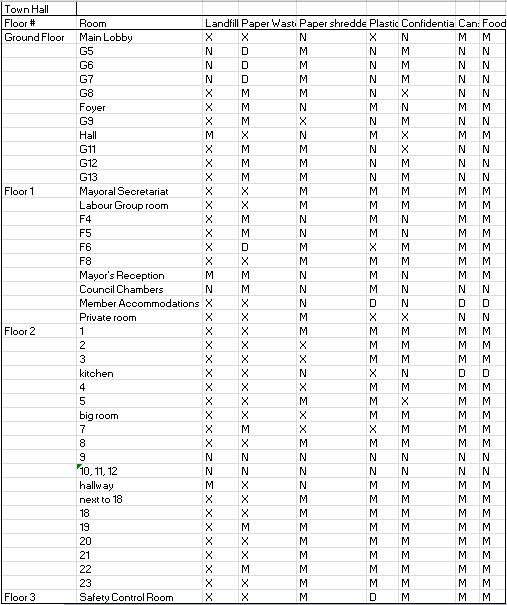 Town Hall
Floor # Room Landfill Paper Waste Paper shredde Plastic Confidentia Cans Food
Ground Floor Main Lobby X X N X N M M
G5 N D N N N N N
G6 N D N N N N N
G7 N D N N N N N
G8 X M M N X N N
Foyer X M N M N M M
G9 X M X N M N N
Hall M X N M X M M
G11 X M M N X N N
G12 X M M N M N N
G13 X M M N M N N
Floor 1 Mayoral Secretariat X X M M M M M
Labour Group room X X M M N M M
F4 X M N M N M M
F5 X M M N M M M
F6 X D M X M M M
F8 X X M M M M M
Mayor's Reception M M M M N M M
Council Chambers N M M N N N N
Member Accommodations X X N D N D D
Private room X X M X X N N
Floor 2 1 X X M M M M M
2 X X X M M M M
3 X X X M M M M
kitchen X X N X N D D
4 X X X M M M M
5 X X M M X M M
big room X X X M M M M
7 X M X X M M M
8 X X M M M M M
9 N N N N N N N
10, 11, 12 N N N N N N N
hallway M X N M N M M
next to 18 X X M M M M M
18 X X M M M M M
19 X M M M M M M
20 X X M M M M M
21 X X M M M M M
22 X M M M M M M
23 X X M M M M M
Floor 3 Safety Control Room X X M D M M M